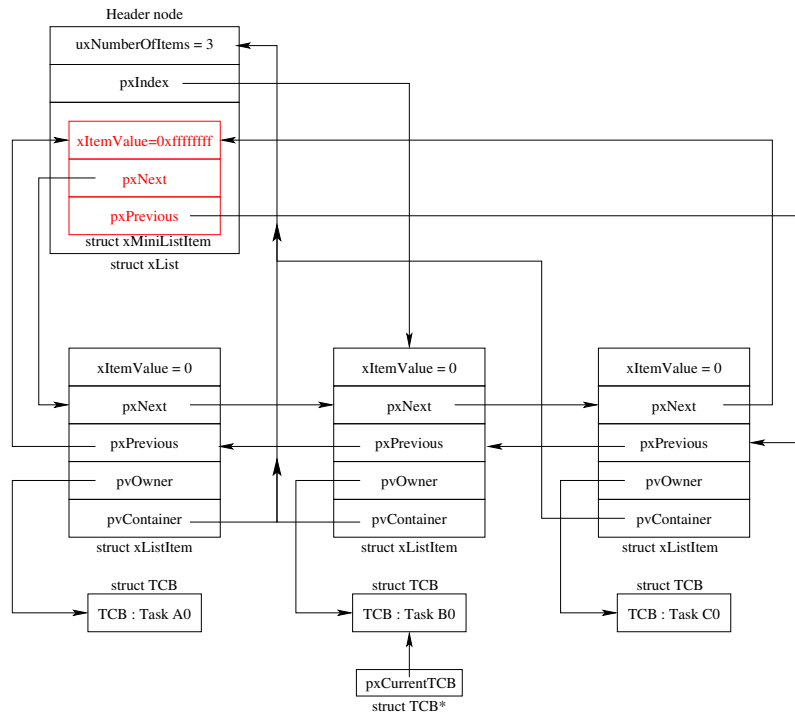 Header node
uxNumberOfItems = 3
pxIndex
xItemValue=0xffffffff
pxNext
pxPrevious
struct xMiniListItem
struct xList
xItemValue = 0
xItemValue = 0
xItemValue = 0
pxNext
pxNext
pxNext
pxPrevious
pxPrevious
pxPrevious
pvOwner
pvOwner
pvOwner
pvContainer
pvContainer
pvContainer
struct xListItem
struct xListItem
struct xListItem
struct TCB
struct TCB
struct TCB
TCB : Task A0
TCB : Task B0
TCB : Task C0
pxCurrentTCB
struct TCB*